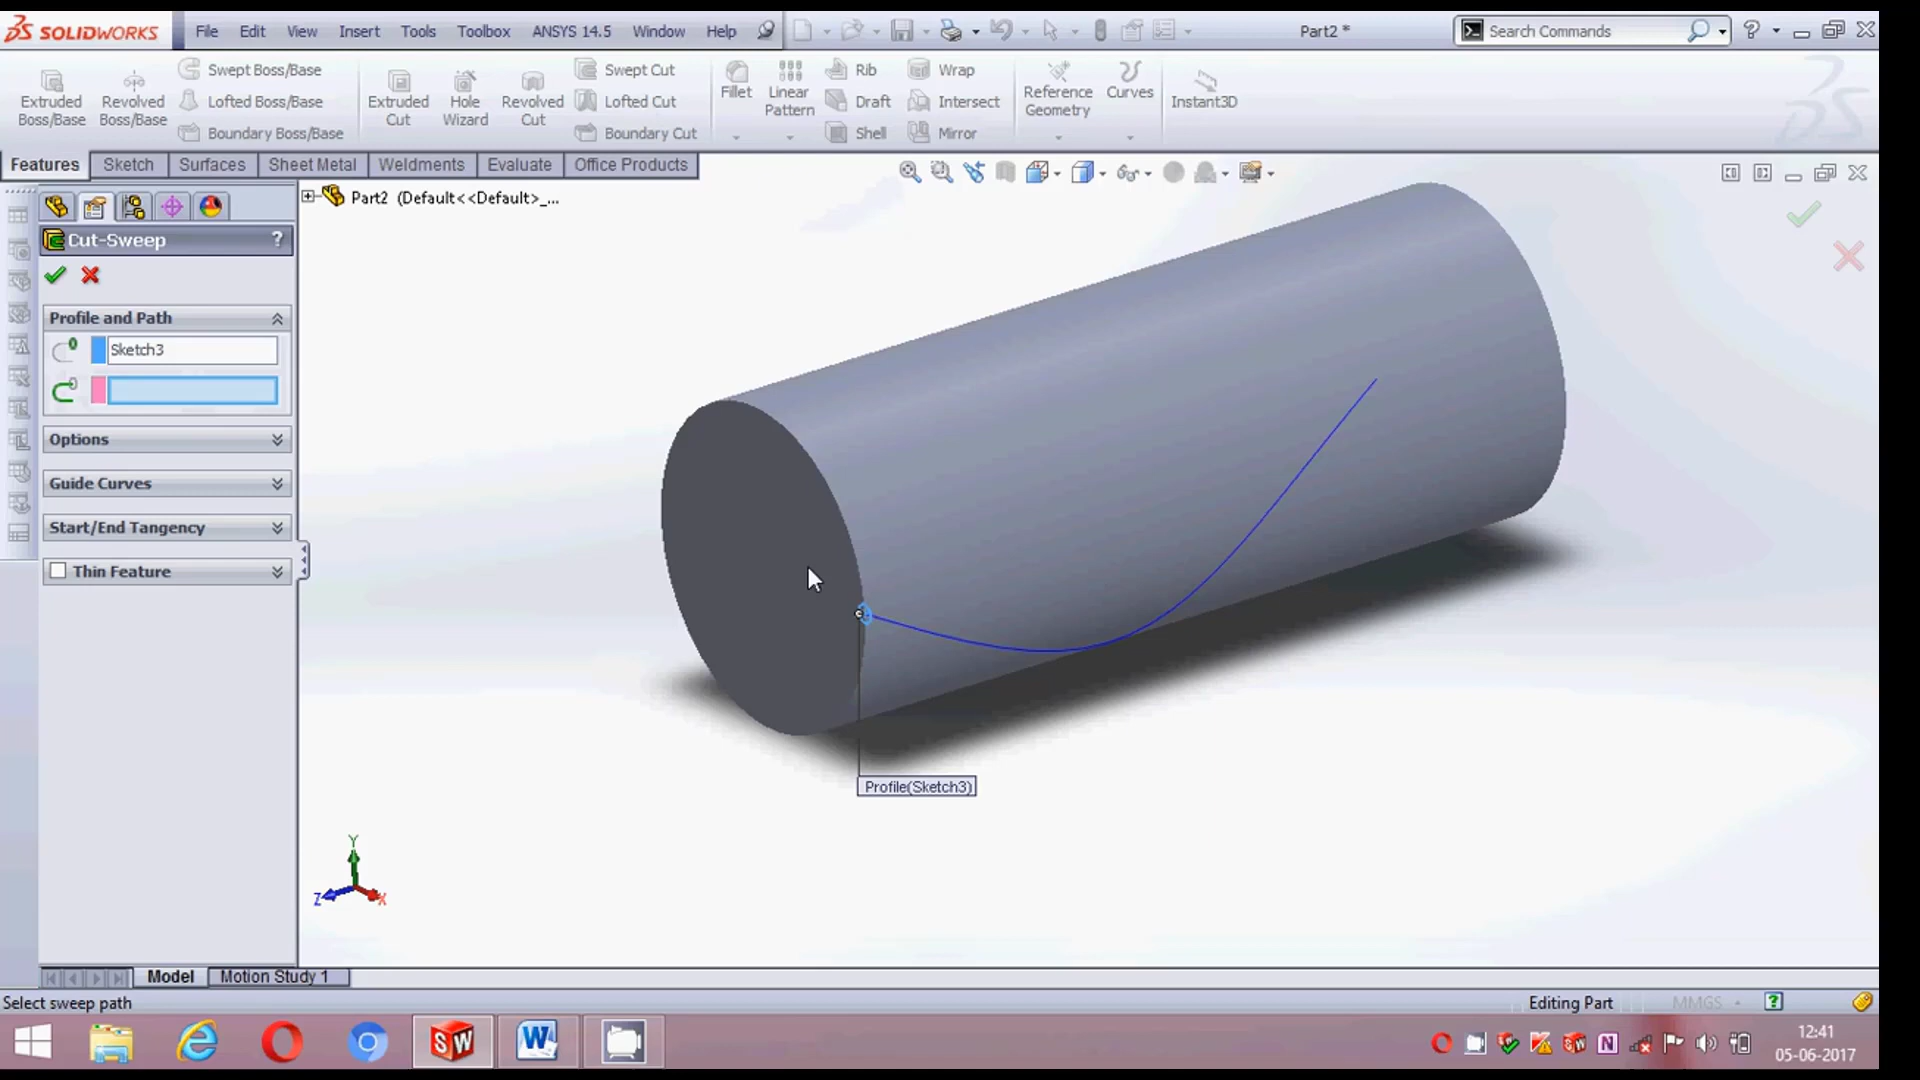 SOLIDWORKS File Edit View Insert Tools Toolbox ANSYS 14.5 Window Help Part2 * Search Commands ?
Extruded Boss/Base
Revolved Boss/Base
Swept Boss/Base
Lofted Boss/Base
Boundary Boss/Base
Extruded Cut
Hole Wizard
Revolved Cut
Swept Cut
Lofted Cut
Boundary Cut
Fillet
Linear Pattern
Rib
Draft
Shell
Wrap
Intersect
Mirror
Reference Geometry
Curves
Instant3D
Features Sketch Surfaces Sheet Metal Weldments Evaluate Office Products
Part2 (Default<<Default>_...
Cut-Sweep ?
Profile and Path
Sketch3
Options
Guide Curves
Start/End Tangency
Thin Feature
Profile(Sketch3)
Y
Z
X
Model Motion Study 1
Select sweep path Editing Part MMGS ?
12:41
05-06-2017